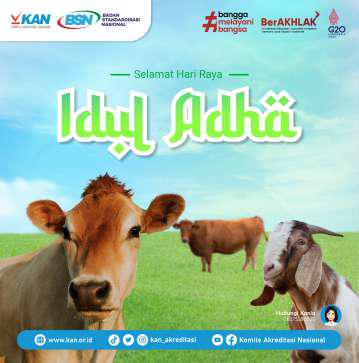 KAN
BSN
BADAN
STANDARDISASI
NASIONAL
#bangga
melayani
bangsa
BerAKHLAK
G20
Selamat Hari Raya
Idul Adha
Hubungi Kania
www.kan.or.id
kan_akreditasi
Komite Akreditasi Nasional